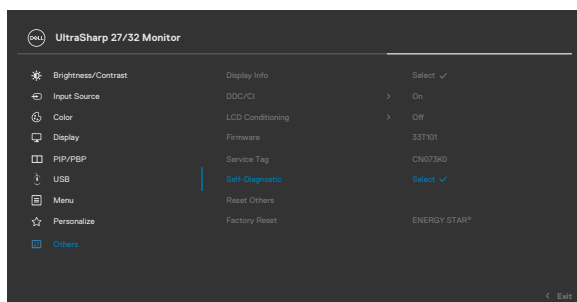 DELL UltraSharp 27/32 Monitor
Brightness/Contrast Display Info Select ✓
Input Source DDC/CI > On
Color LCD Conditioning > Off
Display Firmware 33T101
PIP/PBP Service Tag CN073K0
USB Self-Diagnostic Select ✓
Menu Reset Others
Personalize Factory Reset ENERGY STAR®
Others
< Exit